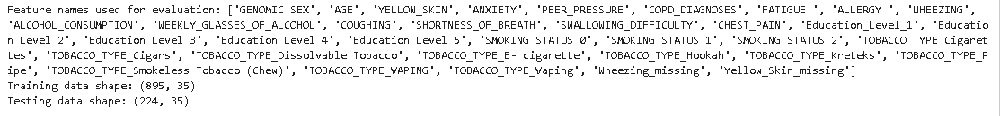 Feature names used for evaluation: ['GENOMIC SEX', 'AGE', 'YELLOW_SKIN', 'ANXIETY', 'PEER_PRESSURE', 'COPD_DIAGNOSES', 'FATIGUE ', 'ALLERGY ', 'WHEEZING',
'ALCOHOL_CONSUMPTION', 'WEEKLY_GLASSES_OF_ALCOHOL', 'COUGHING', 'SHORTNESS_OF_BREATH', 'SWALLOWING_DIFFICULTY', 'CHEST_PAIN', 'Education_Level_1', 'Educatio
n_Level_2', 'Education_Level_3', 'Education_Level_4', 'Education_Level_5', 'SMOKING_STATUS_0', 'SMOKING_STATUS_1', 'SMOKING_STATUS_2', 'TOBACCO_TYPE_Cigaret
tes', 'TOBACCO_TYPE_Cigars', 'TOBACCO_TYPE_Dissolvable Tobacco', 'TOBACCO_TYPE_E- cigarette', 'TOBACCO_TYPE_Hookah', 'TOBACCO_TYPE_Kreteks', 'TOBACCO_TYPE_P
ipe', 'TOBACCO_TYPE_Smokeless Tobacco (Chew)', 'TOBACCO_TYPE_VAPING', 'TOBACCO_TYPE_Vaping', 'Wheezing_missing', 'Yellow_Skin_missing']
Training data shape: (895, 35)
Testing data shape: (224, 35)